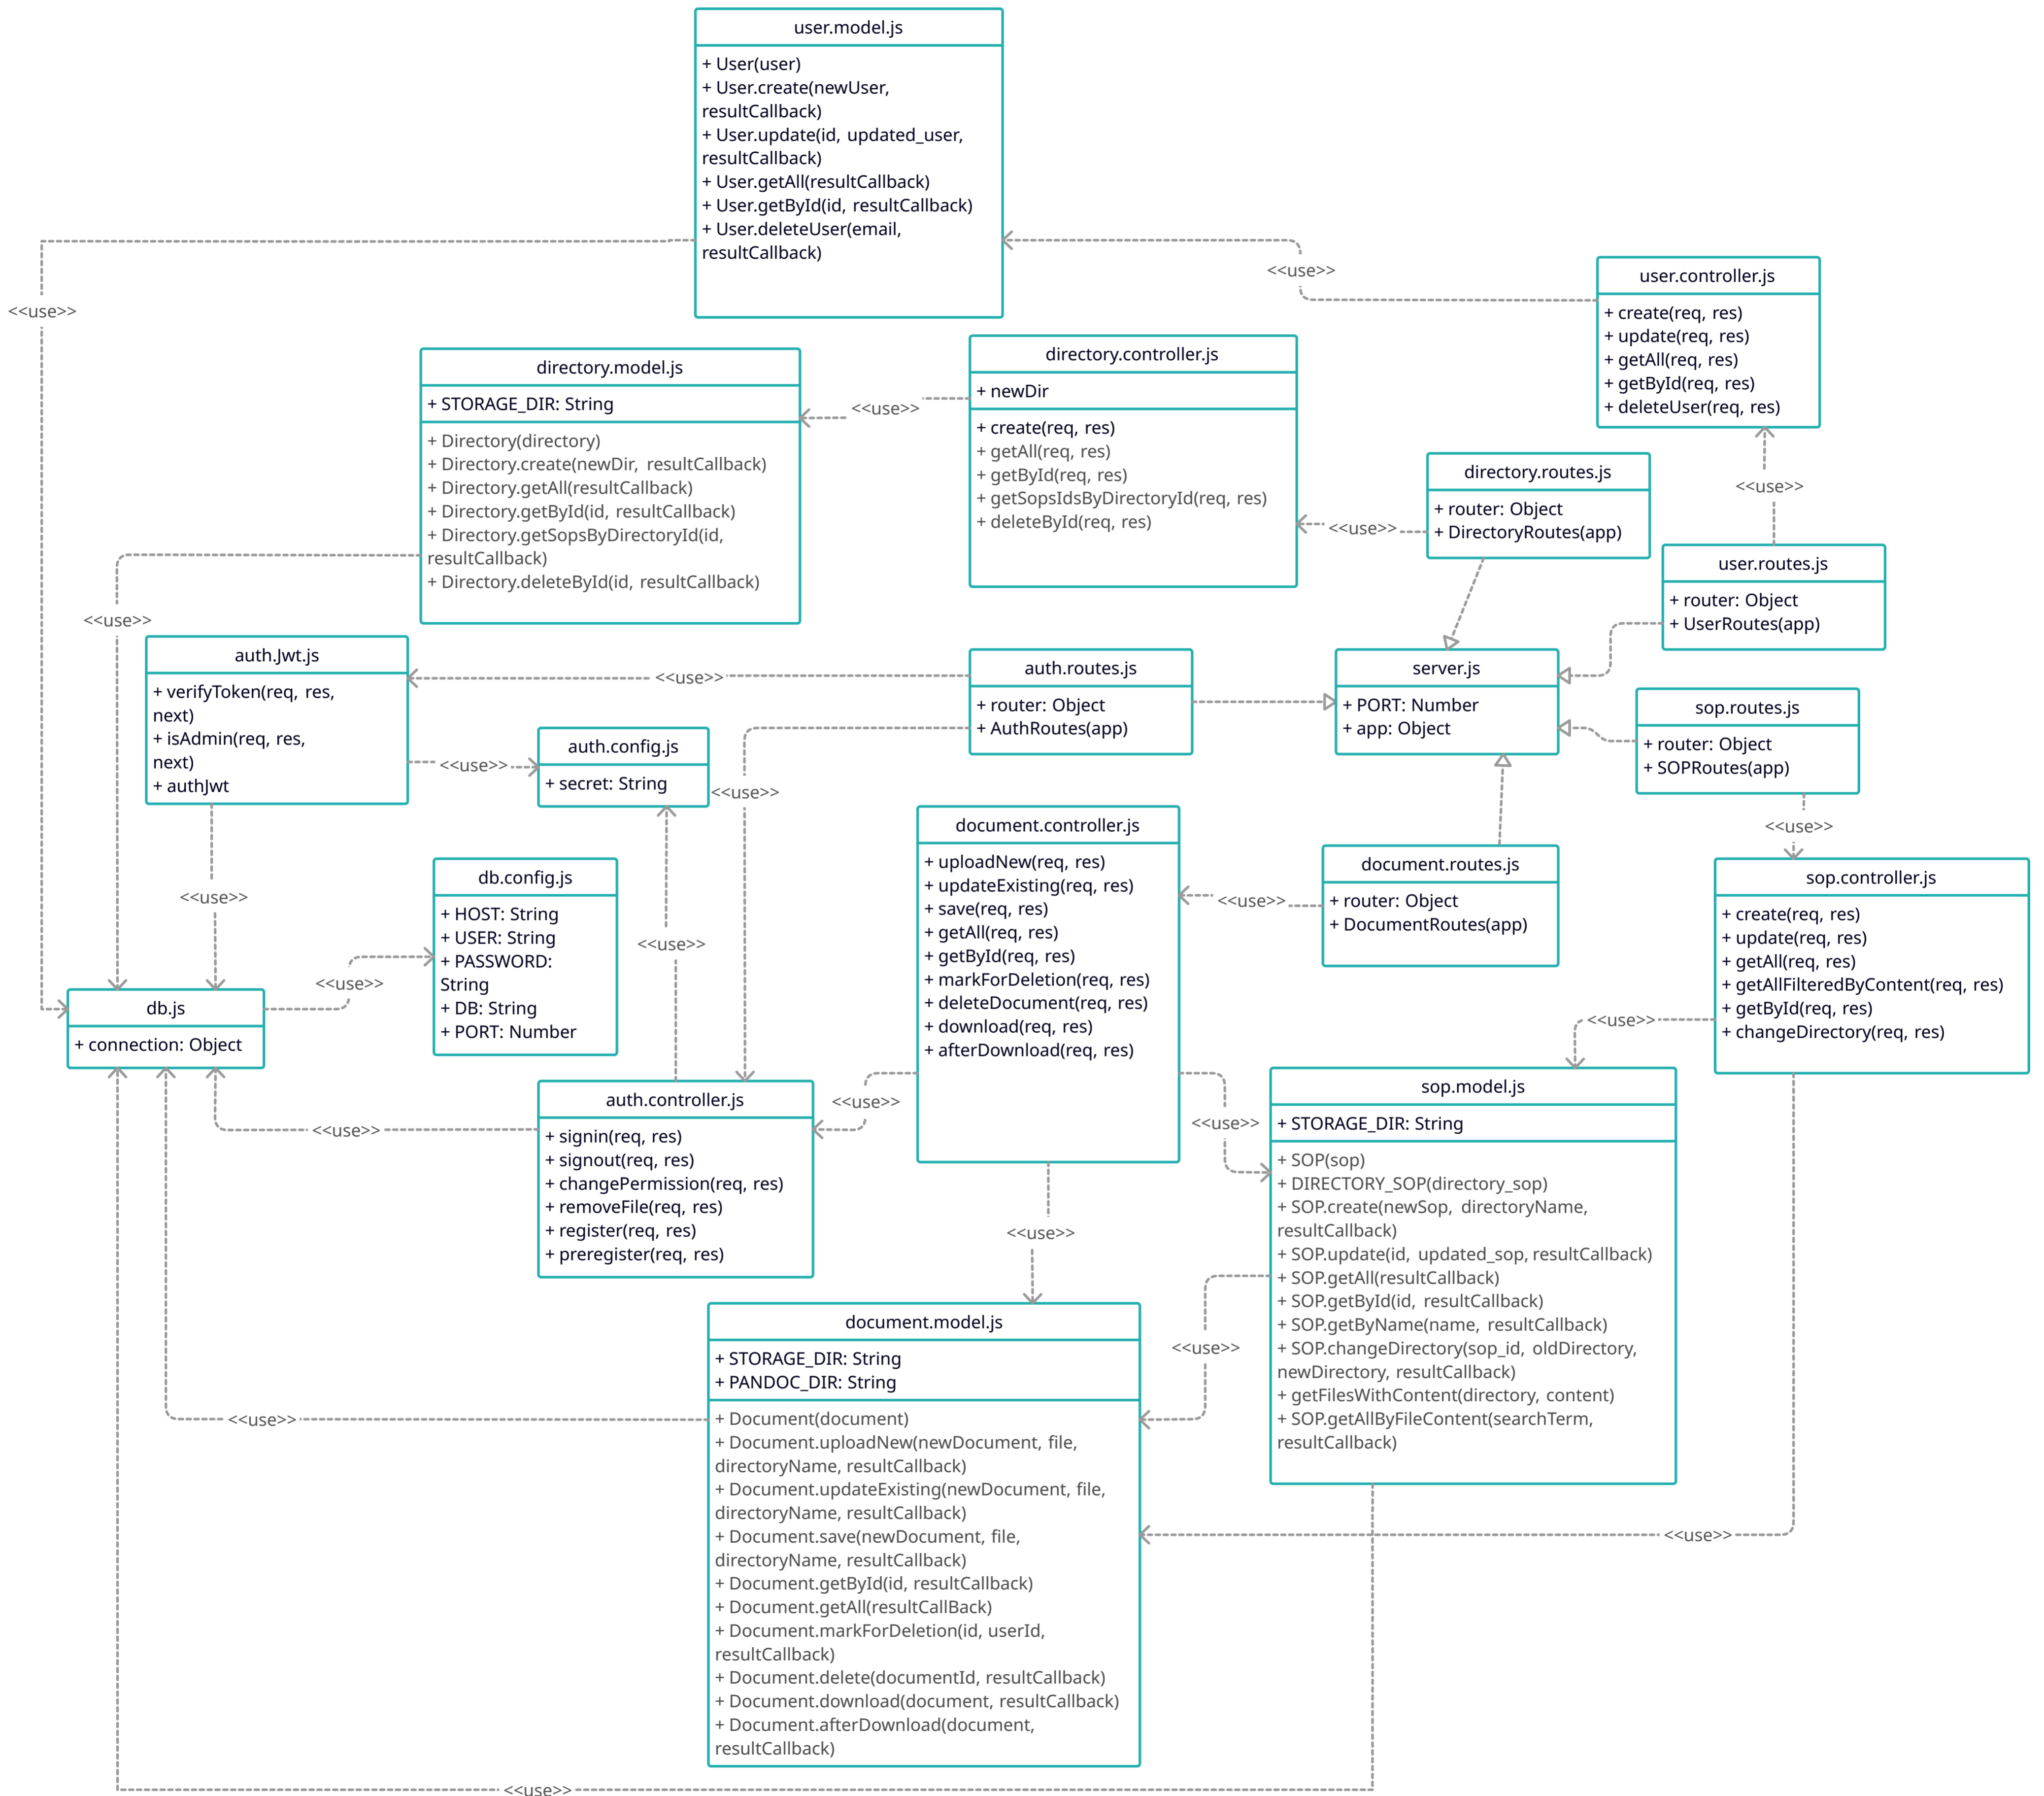 user.model.js
+ User(user)
+ User.create(newUser,
resultCallback)
+ User.update(id, updated_user,
resultCallback)
+ User.getAll(resultCallback)
+ User.getById(id, resultCallback)
+ User.deleteUser(email,
resultCallback)
<<use>>
<<use>>
user.controller.js
+ create(req, res)
+ update(req, res)
+ getAll(req, res)
+ getById(req, res)
+ deleteUser(req, res)
directory.model.js
+ STORAGE_DIR: String
+ Directory(directory)
+ Directory.create(newDir, resultCallback)
+ Directory.getAll(resultCallback)
+ Directory.getById(id, resultCallback)
+ Directory.getSopsByDirectoryId(id,
resultCallback)
+ Directory.deleteById(id, resultCallback)
<<use>>
directory.controller.js
+ newDir
+ create(req, res)
+ getAll(req, res)
+ getById(req, res)
+ getSopsIdsByDirectoryId(req, res)
+ deleteById(req, res)
<<use>>
directory.routes.js
+ router: Object
+ DirectoryRoutes(app)
<<use>>
user.routes.js
+ router: Object
+ UserRoutes(app)
<<use>>
auth.Jwt.js
+ verifyToken(req, res,
next)
+ isAdmin(req, res,
next)
+ authJwt
<<use>>
auth.routes.js
+ router: Object
+ AuthRoutes(app)
server.js
+ PORT: Number
+ app: Object
sop.routes.js
+ router: Object
+ SOPRoutes(app)
<<use>>
auth.config.js
+ secret: String
<<use>>
<<use>>
document.controller.js
+ uploadNew(req, res)
+ updateExisting(req, res)
+ save(req, res)
+ getAll(req, res)
+ getById(req, res)
+ markForDeletion(req, res)
+ deleteDocument(req, res)
+ download(req, res)
+ afterDownload(req, res)
<<use>>
document.routes.js
+ router: Object
+ DocumentRoutes(app)
sop.controller.js
+ create(req, res)
+ update(req, res)
+ getAll(req, res)
+ getAllFilteredByContent(req, res)
+ getById(req, res)
+ changeDirectory(req, res)
<<use>>
db.config.js
+ HOST: String
+ USER: String
+ PASSWORD:
String
+ DB: String
+ PORT: Number
<<use>>
<<use>>
db.js
+ connection: Object
<<use>>
auth.controller.js
+ signin(req, res)
+ signout(req, res)
+ changePermission(req, res)
+ removeFile(req, res)
+ register(req, res)
+ preregister(req, res)
<<use>>
<<use>>
<<use>>
<<use>>
sop.model.js
+ STORAGE_DIR: String
+ SOP(sop)
+ DIRECTORY_SOP(directory_sop)
+ SOP.create(newSop, directoryName,
resultCallback)
+ SOP.update(id, updated_sop, resultCallback)
+ SOP.getAll(resultCallback)
+ SOP.getById(id, resultCallback)
+ SOP.getByName(name, resultCallback)
+ SOP.changeDirectory(sop_id, oldDirectory,
newDirectory, resultCallback)
+ getFilesWithContent(directory, content)
+ SOP.getAllByFileContent(searchTerm,
resultCallback)
<<use>>
document.model.js
+ STORAGE_DIR: String
+ PANDOC_DIR: String
+ Document(document)
+ Document.uploadNew(newDocument, file,
directoryName, resultCallback)
+ Document.updateExisting(newDocument, file,
directoryName, resultCallback)
+ Document.save(newDocument, file,
directoryName, resultCallback)
+ Document.getById(id, resultCallback)
+ Document.getAll(resultCallBack)
+ Document.markForDeletion(id, userId,
resultCallback)
+ Document.delete(documentId, resultCallback)
+ Document.download(document, resultCallback)
+ Document.afterDownload(document,
resultCallback)
<<use>>
<<use>>
<<use>>